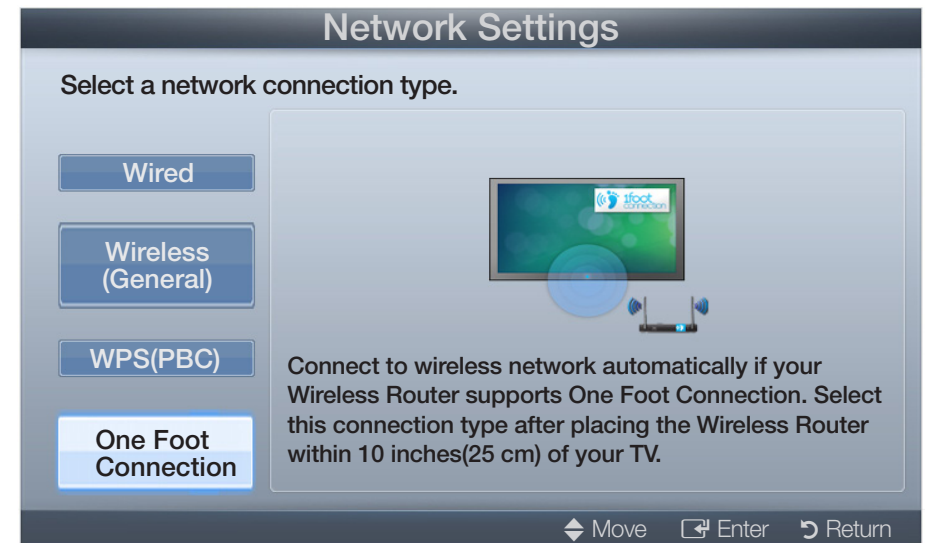 Network Settings
Select a network connection type.
Wired
Wireless
(General)
WPS(PBC)
One Foot
Connection
1foot
connection
Connect to wireless network automatically if your
Wireless Router supports One Foot Connection. Select
this connection type after placing the Wireless Router
within 10 inches(25 cm) of your TV.
Move Enter Return